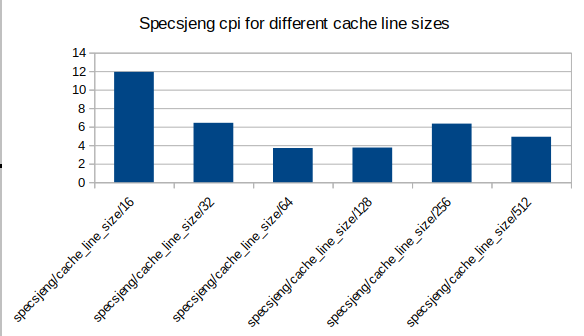 Specsjeng cpi for different cache line sizes
14
12
10
8
6
4
2
0
specsjeng/cache_line_size/16
specsjeng/cache_line_size/32
specsjeng/cache_line_size/64
specsjeng/cache_line_size/128
specsjeng/cache_line_size/256
specsjeng/cache_line_size/512